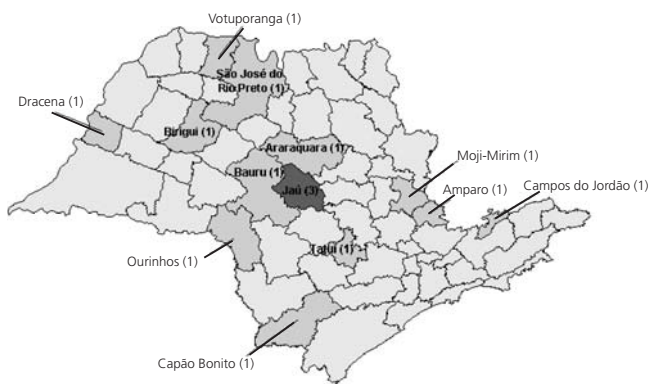 Votuporanga (1)
São José do
Rio Preto (1)
Dracena (1)
Birigui (1)
Araraquara (1)
Moji-Mirim (1)
Bauru (1)
Jaú (3)
Amparo (1)
Campos do Jordão (1)
Ourinhos (1)
Tatuí (1)
Capão Bonito (1)